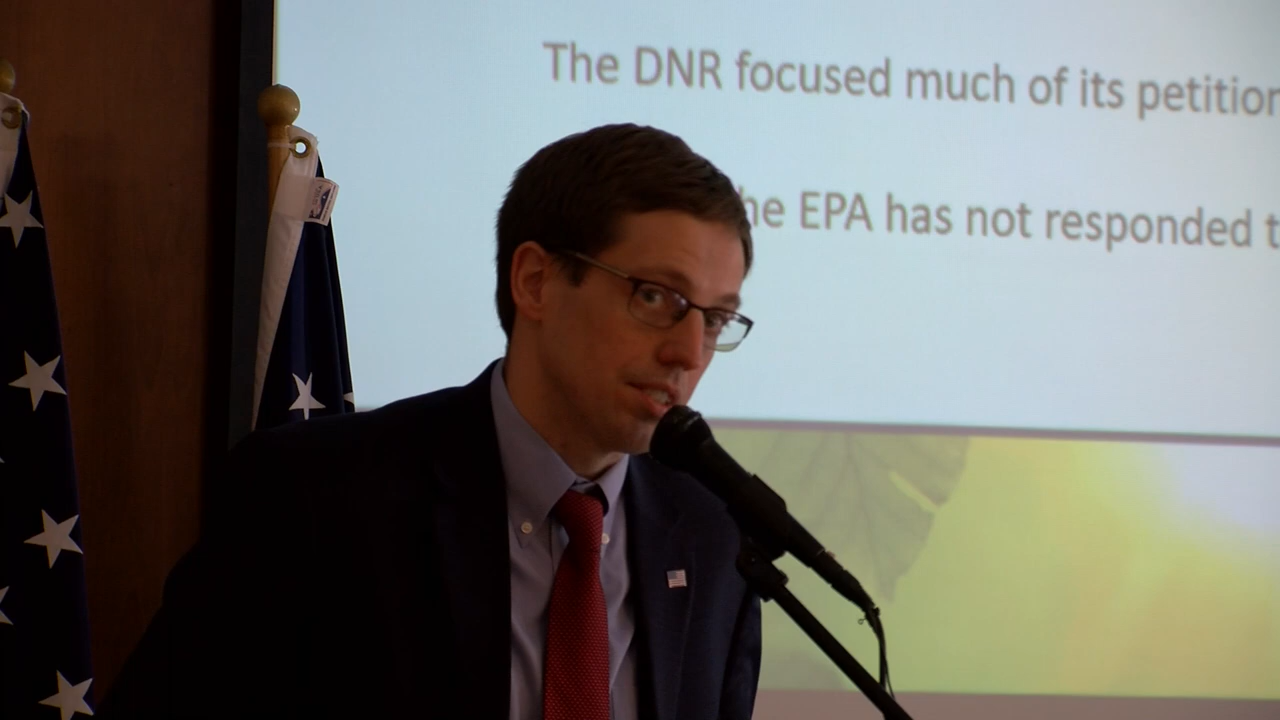 The DNR focused much of its petition
he EPA has not responded t